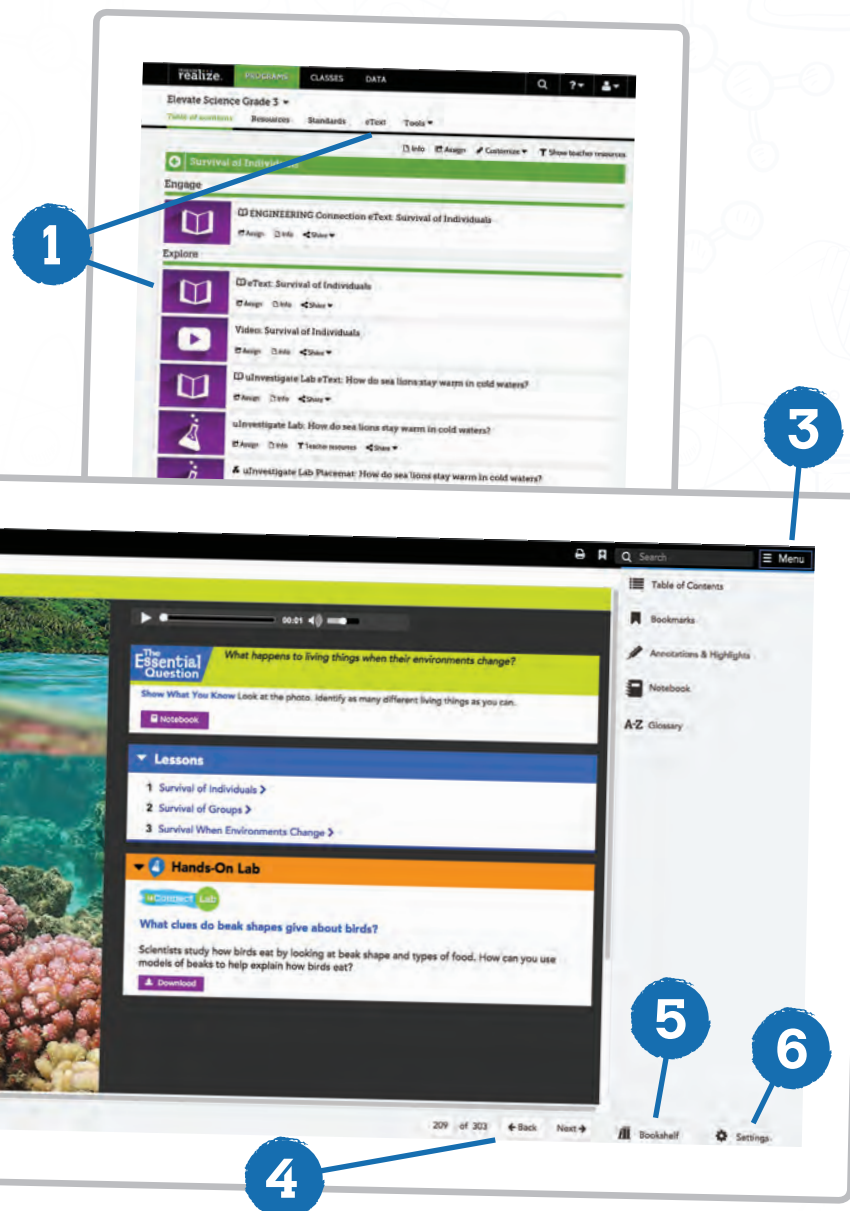 realize. PROGRAMS CLASSES DATA
Elevate Science Grade 3
Table of contents Resources Standards eText Tools
Info Assign Customize T Show teacher resources
Survival of Individuals
Engage
ENGINEERING Connection eText: Survival of Individuals
Assign Info Share
Explore
eText: Survival of Individuals
Assign Info Share
Video: Survival of Individuals
Assign Info Share
uInvestigate Lab eText: How do sea lions stay warm in cold waters?
Assign Info Share
uInvestigate Lab: How do sea lions stay warm in cold waters?
Assign Info T Teacher resources Share
uInvestigate Lab Placemat: How do sea lions stay warm in cold waters?
1
3
Search Menu
Table of Contents
Bookmarks
Annotations & Highlights
Notebook
A-Z Glossary
00:01
The Essential Question
What happens to living things when their environments change?
Show What You Know Look at the photo. Identify as many different living things as you can.
Notebook
Lessons
1 Survival of Individuals >
2 Survival of Groups >
3 Survival When Environments Change >
Hands-On Lab
uConnect Lab
What clues do beak shapes give about birds?
Scientists study how birds eat by looking at beak shape and types of food. How can you use
models of beaks to help explain how birds eat?
Download
5
6
209 of 303 ← Back Next → Bookshelf Settings
4